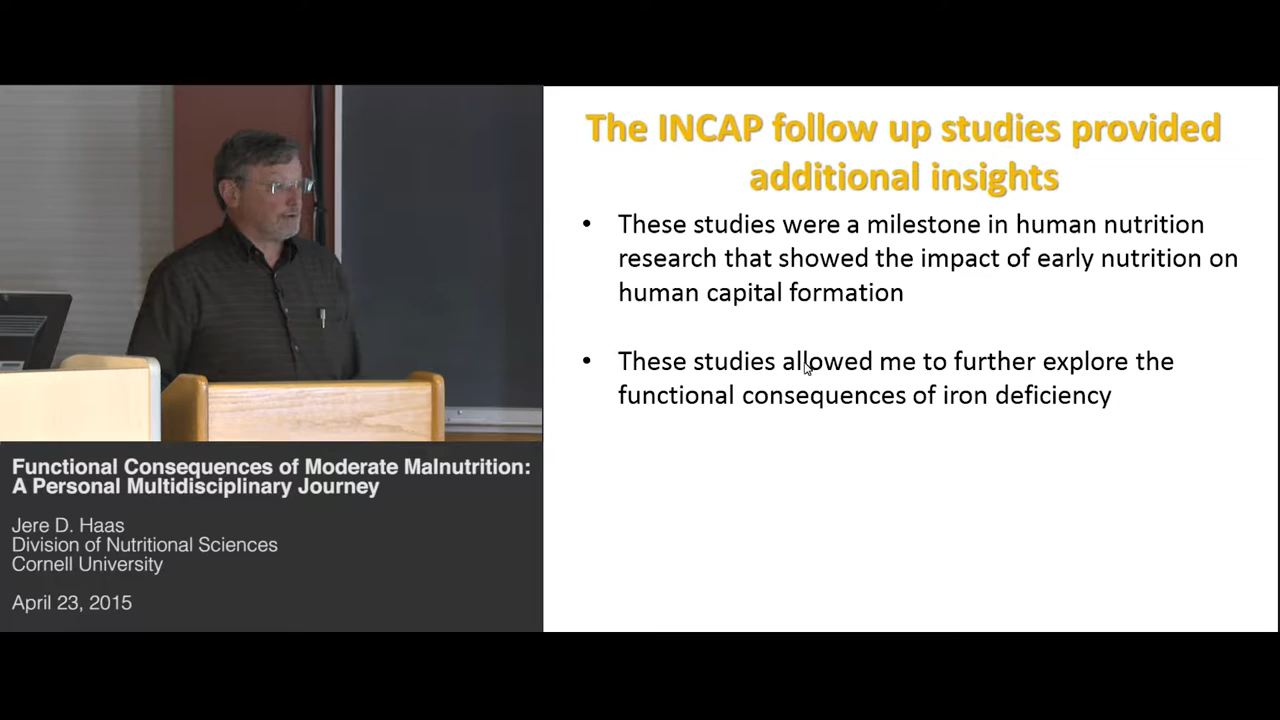 The INCAP follow up studies provided
additional insights
• These studies were a milestone in human nutrition
research that showed the impact of early nutrition on
human capital formation
• These studies allowed me to further explore the
functional consequences of iron deficiency
Functional Consequences of Moderate Malnutrition:
A Personal Multidisciplinary Journey
Jere D. Haas
Division of Nutritional Sciences
Cornell University
April 23, 2015